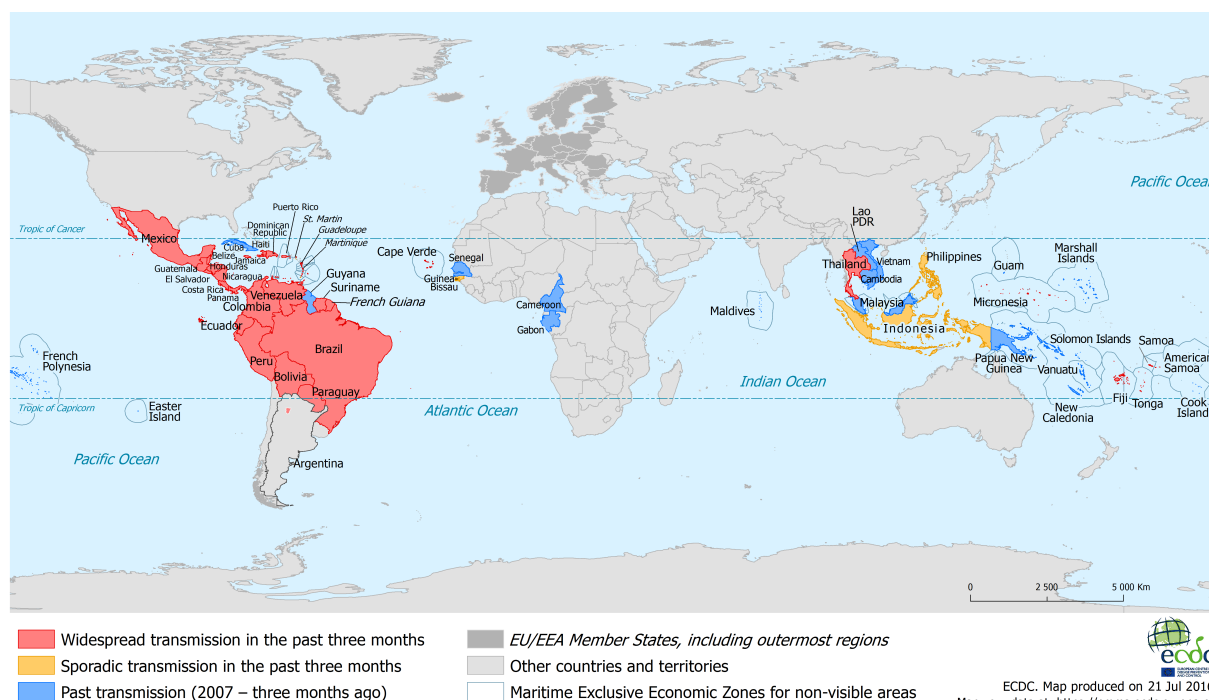 Pacific Ocean
Tropic of Cancer
Mexico
Puerto Rico
St. Martin
Guadeloupe
Martinique
Dominican
Republic
Cuba
Haiti
Belize
Jamaica
Guatemala
Honduras
El Salvador
Nicaragua
Costa Rica
Panama
Venezuela
Colombia
Guyana
Suriname
French Guiana
Ecuador
Brazil
Peru
Bolivia
Paraguay
Argentina
French
Polynesia
Tropic of Capricorn
Easter
Island
Pacific Ocean
Atlantic Ocean
Cape Verde
Senegal
Guinea
Bissau
Cameroon
Gabon
Maldives
Indian Ocean
Lao
PDR
Thailand
Vietnam
Cambodia
Malaysia
Philippines
Indonesia
Guam
Marshall
Islands
Micronesia
Papua New
Guinea
Solomon Islands
Vanuatu
Samoa
American
Samoa
Fiji
Tonga
New
Caledonia
Cook
Island
0 2 500 5 000 Km
Widespread transmission in the past three months
Sporadic transmission in the past three months
Past transmission (2007 – three months ago)
EU/EEA Member States, including outermost regions
Other countries and territories
Maritime Exclusive Economic Zones for non-visible areas
ecdc
ECDC. Map produced on 21 Jul 201